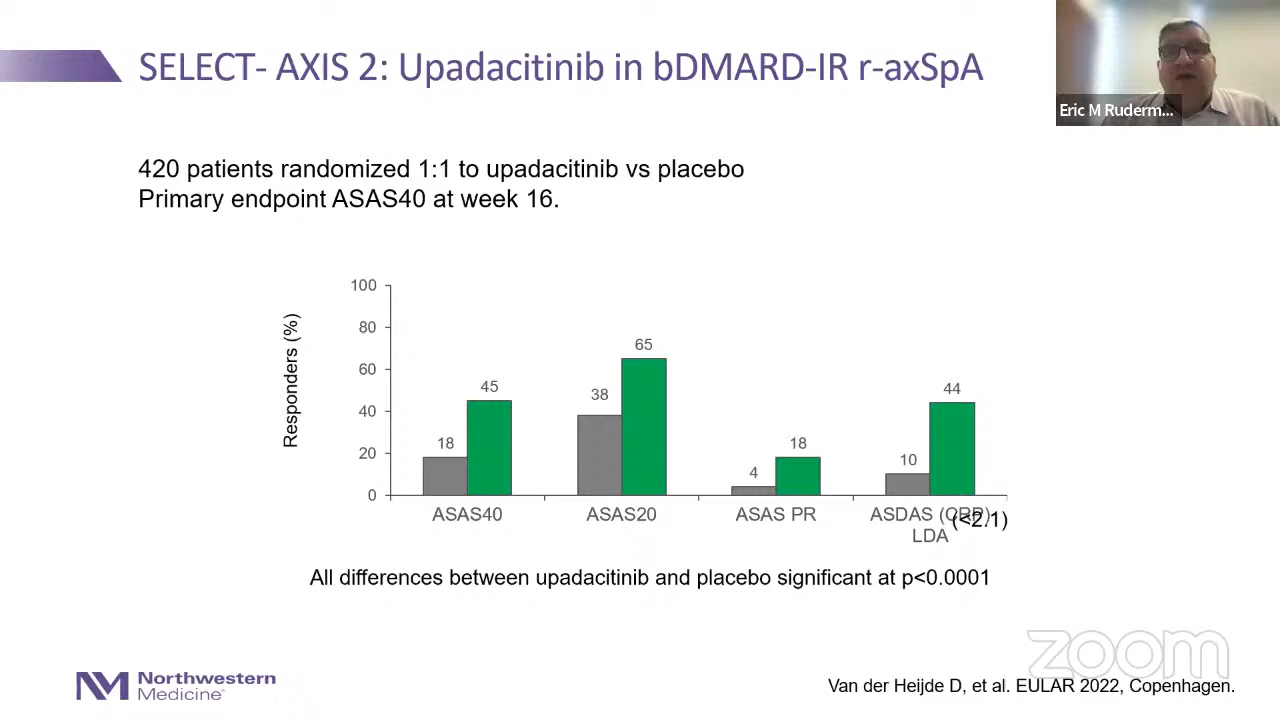 SELECT- AXIS 2: Upadacitinib in bDMARD-IR r-axSpA
Eric M Ruderm...
420 patients randomized 1:1 to upadacitinib vs placebo
Primary endpoint ASAS40 at week 16.
Responders (%)
100
80
60
40
20
0
18
45
38
65
4
18
10
44
ASAS40
ASAS20
ASAS PR
ASDAS (CRP)
LDA
(<2.1)
All differences between upadacitinib and placebo significant at p<0.0001
zoom
Northwestern
Medicine
Van der Heijde D, et al. EULAR 2022, Copenhagen.